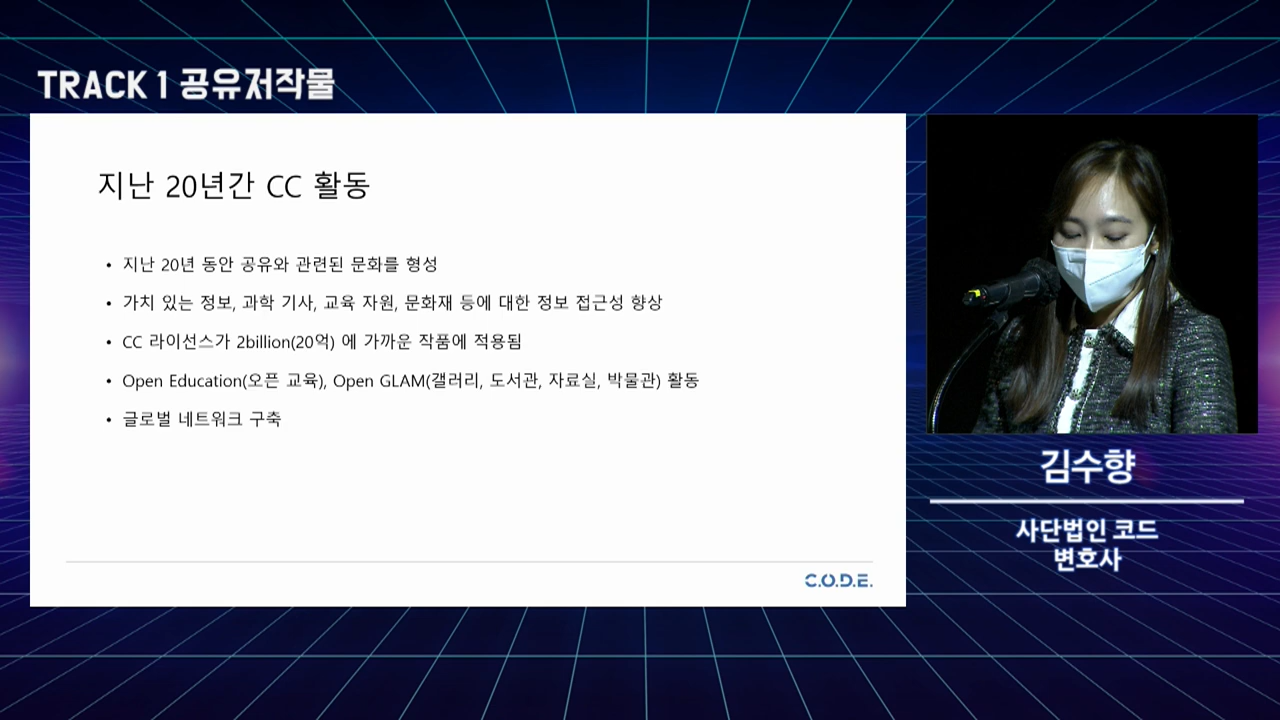 TRACK 1 공유저작물
지난 20년간 CC 활동
• 지난 20년 동안 공유와 관련된 문화를 형성
• 가치 있는 정보, 과학 기사, 교육 자원, 문화재 등에 대한 정보 접근성 향상
• CC 라이선스가 2billion(20억) 에 가까운 작품에 적용됨
• Open Education(오픈 교육), Open GLAM(갤러리, 도서관, 자료실, 박물관) 활동
• 글로벌 네트워크 구축
C.O.D.E.
김수향
사단법인 코드
변호사